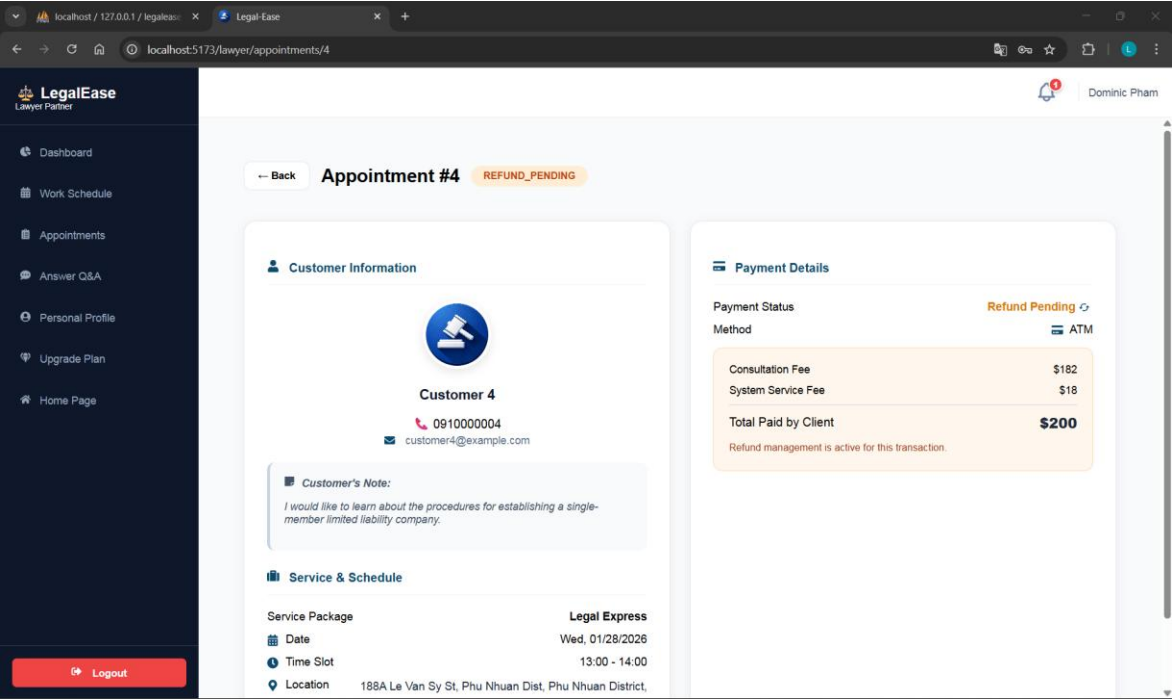 localhost / 127.0.0.1 / legalease
Legal-Ease
localhost:5173/lawyer/appointments/4
L
LegalEase
Lawyer Partner
1
Dominic Pham
Dashboard
Work Schedule
Appointments
Answer Q&A
Personal Profile
Upgrade Plan
Home Page
Logout
← Back
Appointment #4
REFUND_PENDING
Customer Information
Customer 4
0910000004
customer4@example.com
Customer's Note:
I would like to learn about the procedures for establishing a single-
member limited liability company.
Service & Schedule
Service Package Legal Express
Date Wed, 01/28/2026
Time Slot 13:00 - 14:00
Location 188A Le Van Sy St, Phu Nhuan Dist, Phu Nhuan District,
Payment Details
Payment Status Refund Pending
Method ATM
Consultation Fee $182
System Service Fee $18
Total Paid by Client $200
Refund management is active for this transaction.